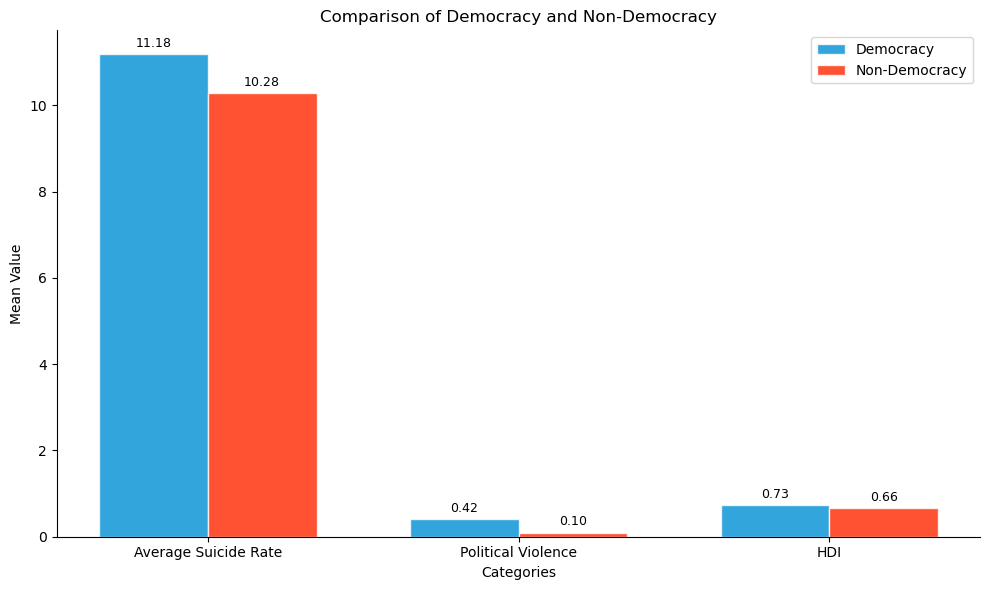 Comparison of Democracy and Non-Democracy
Democracy
Non-Democracy
11.18
10.28
0.42
0.10
0.73
0.66
10
8
6
4
2
0
Mean Value
Average Suicide Rate
Political Violence
HDI
Categories